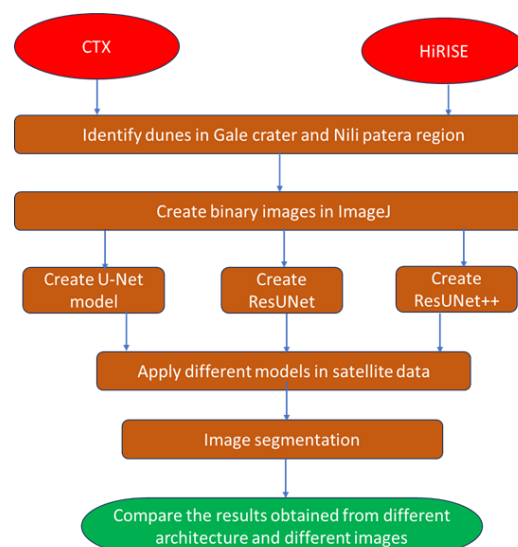 CTX
HiRISE
Identify dunes in Gale crater and Nili patera region
Create binary images in ImageJ
Create U-Net
model
Create
ResUNet
Create
ResUNet++
Apply different models in satellite data
Image segmentation
Compare the results obtained from different
architecture and different images